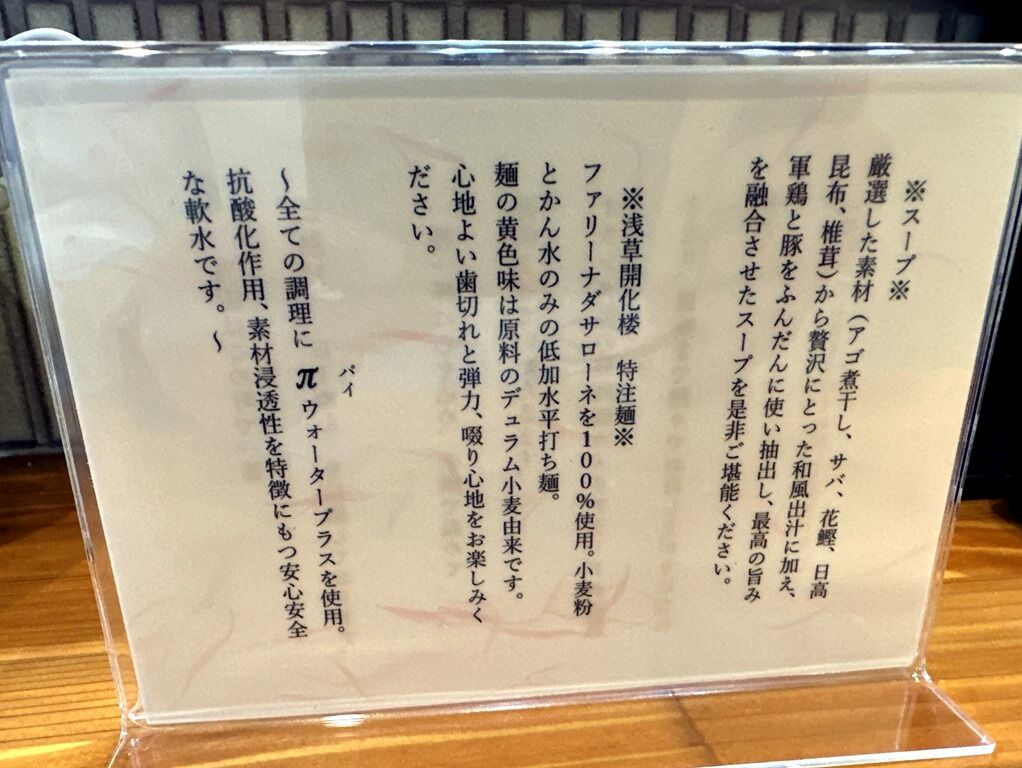 ※スープ※
厳選した素材（アゴ煮干し、サバ、花鰹、日高
昆布、椎茸）から贅沢にとった和風出汁に加え、
軍鶏と豚をふんだんに使い抽出し、最高の旨み
を融合させたスープを是非ご堪能ください。
※浅草開化楼　特注麺※
ファリーナダサローネを100%使用。小麦粉
とかん水のみの低加水平打ち麺。
麺の黄色味は原料のデュラム小麦由来です。
心地よい歯切れと弾力、啜り心地をお楽しみく
ださい。
パイ
～全ての調理に π ウォータープラスを使用。
抗酸化作用、素材浸透性を特徴にもつ安心安全
な軟水です。～